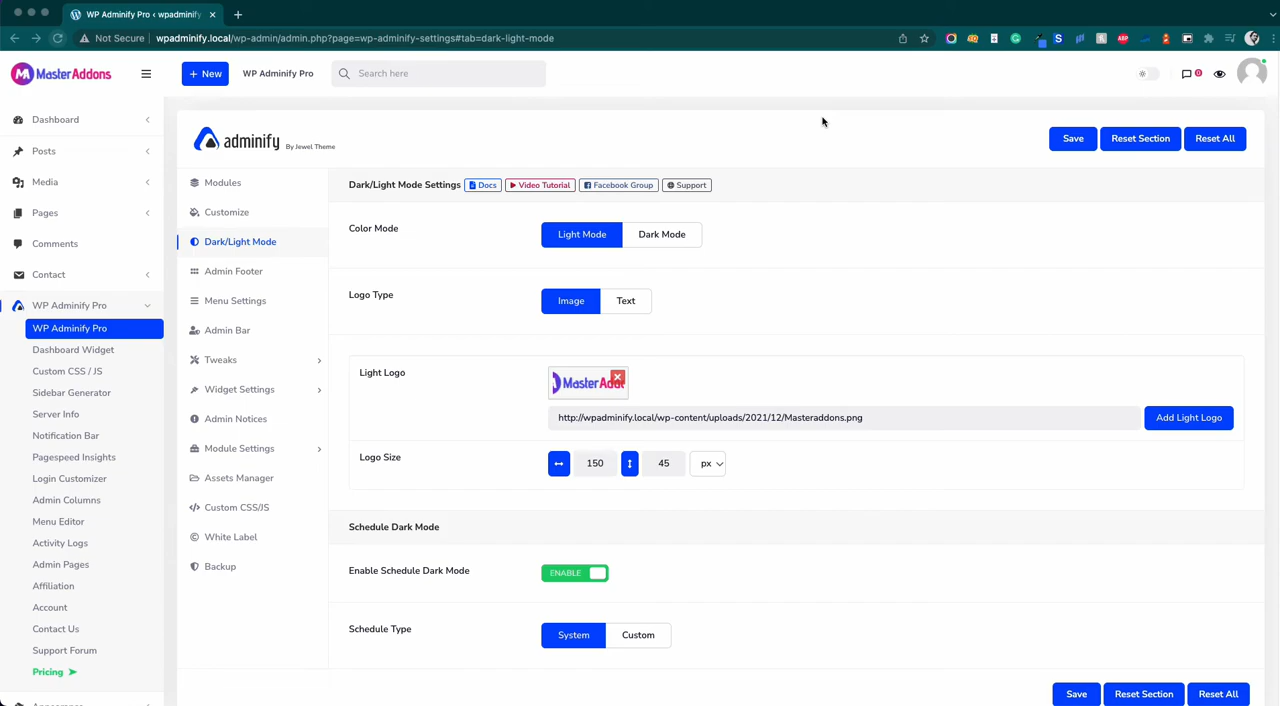 WP Adminify Pro ‹ wpadminify
Not Secure wpadminify.local/wp-admin/admin.php?page=wp-adminify-settings#tab=dark-light-mode
ABP
MasterAddons
+ New
WP Adminify Pro
Search here
0
Dashboard
Posts
Media
Pages
Comments
Contact
WP Adminify Pro
WP Adminify Pro
Dashboard Widget
Custom CSS / JS
Sidebar Generator
Server Info
Notification Bar
Pagespeed Insights
Login Customizer
Admin Columns
Menu Editor
Activity Logs
Admin Pages
Affiliation
Account
Contact Us
Support Forum
Pricing ➤
adminify By Jewel Theme
Save Reset Section Reset All
Modules
Customize
Dark/Light Mode
Admin Footer
Menu Settings
Admin Bar
Tweaks
Widget Settings
Admin Notices
Module Settings
Assets Manager
Custom CSS/JS
White Label
Backup
Dark/Light Mode Settings Docs Video Tutorial Facebook Group Support
Color Mode Light Mode Dark Mode
Logo Type Image Text
Light Logo
MasterAdd
http://wpadminify.local/wp-content/uploads/2021/12/Masteraddons.png Add Light Logo
Logo Size 150 45 px
Schedule Dark Mode
Enable Schedule Dark Mode ENABLE
Schedule Type System Custom
Save Reset Section Reset All